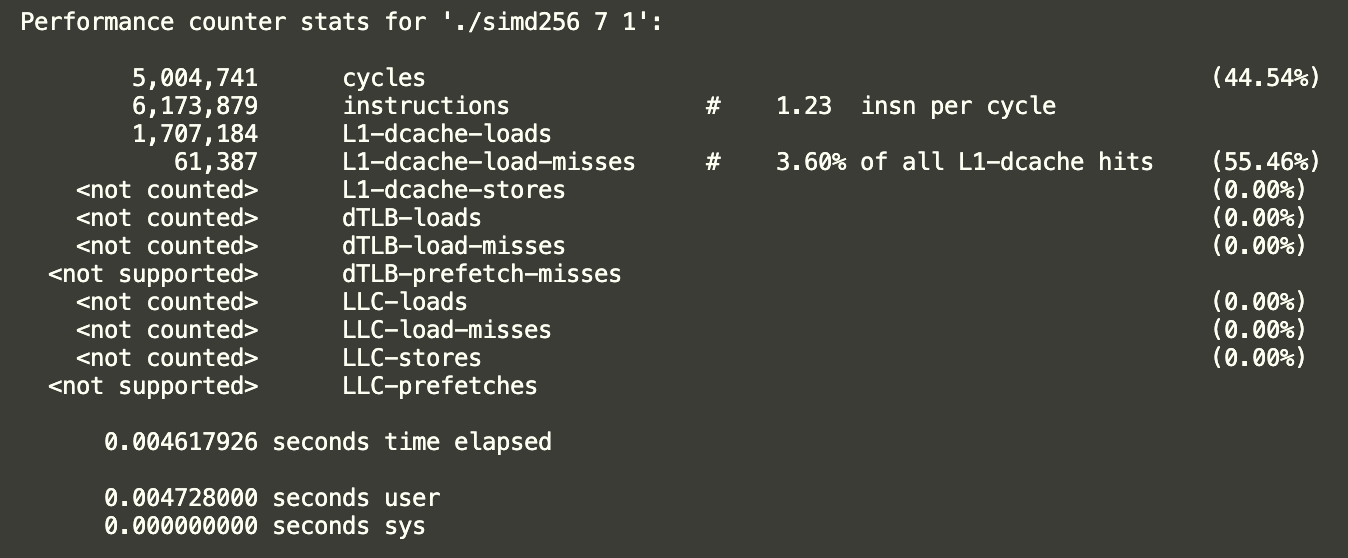 Performance counter stats for './simd256 7 1':
5,004,741 cycles (44.54%)
6,173,879 instructions # 1.23 insn per cycle
1,707,184 L1-dcache-loads
61,387 L1-dcache-load-misses # 3.60% of all L1-dcache hits (55.46%)
<not counted> L1-dcache-stores (0.00%)
<not counted> dTLB-loads (0.00%)
<not counted> dTLB-load-misses (0.00%)
<not supported> dTLB-prefetch-misses
<not counted> LLC-loads (0.00%)
<not counted> LLC-load-misses (0.00%)
<not counted> LLC-stores (0.00%)
<not supported> LLC-prefetches
0.004617926 seconds time elapsed
0.004728000 seconds user
0.000000000 seconds sys